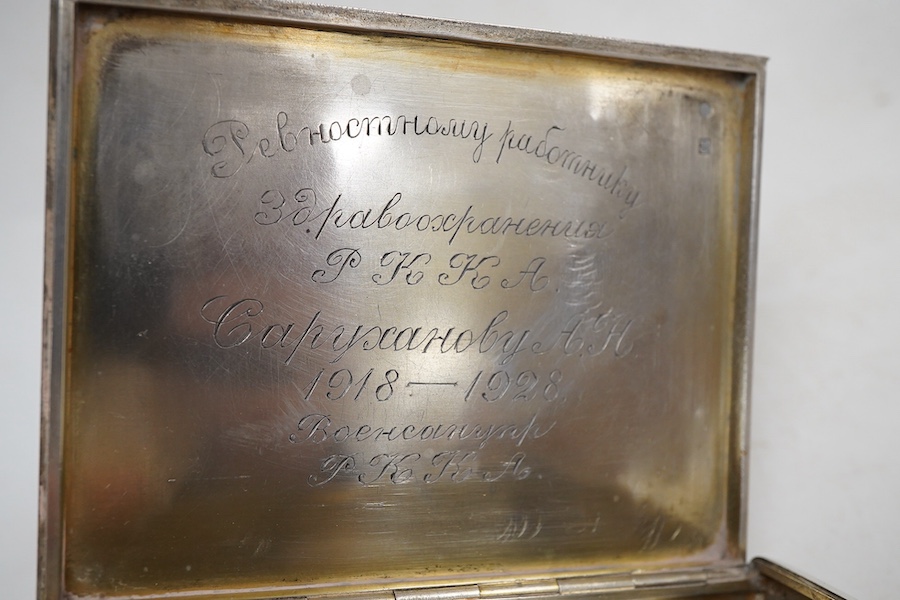 Ревностному работнику
Здравоохранения
Р К К А.
Саруханову А.Н.
1918 — 1928.
Военсанупр
Р К К А.